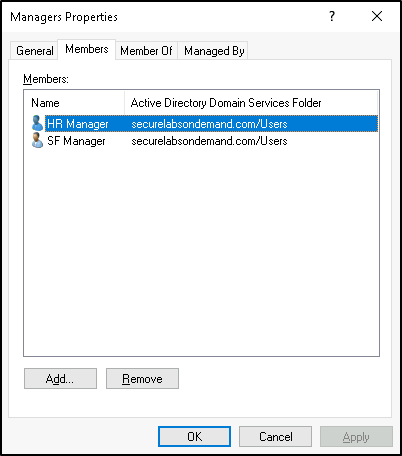 Managers Properties
? ×
General Members Member Of Managed By
Members:
Name Active Directory Domain Services Folder
HR Manager securelabsondemand.com/Users
SF Manager securelabsondemand.com/Users
Add... Remove
OK Cancel Apply